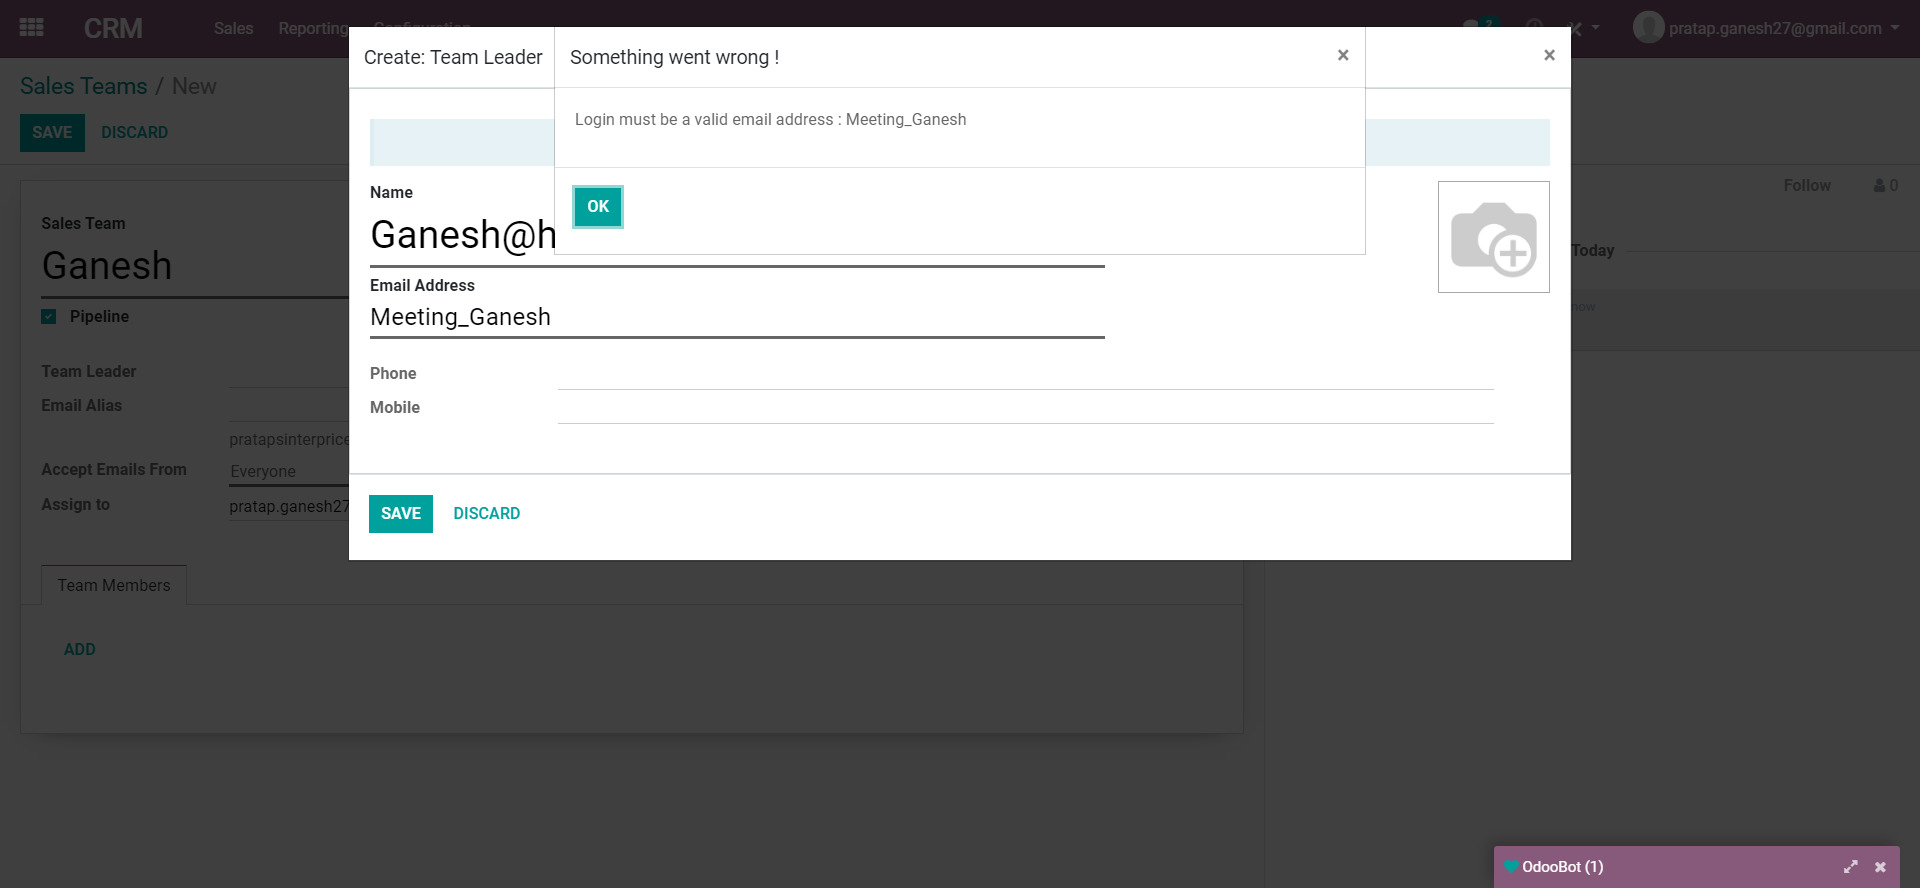 CRM
Sales
Reporting
Configuration
2
pratap.ganesh27@gmail.com
Sales Teams / New
SAVE
DISCARD
Create: Team Leader
Something went wrong !
×
×
Login must be a valid email address : Meeting_Ganesh
OK
Name
Ganesh@h
Email Address
Meeting_Ganesh
Phone
Mobile
SAVE
DISCARD
Follow
0
Today
now
Sales Team
Ganesh
Pipeline
Team Leader
Email Alias
pratapsinterprice
Accept Emails From
Everyone
Assign to
pratap.ganesh27
Team Members
ADD
OdooBot (1)